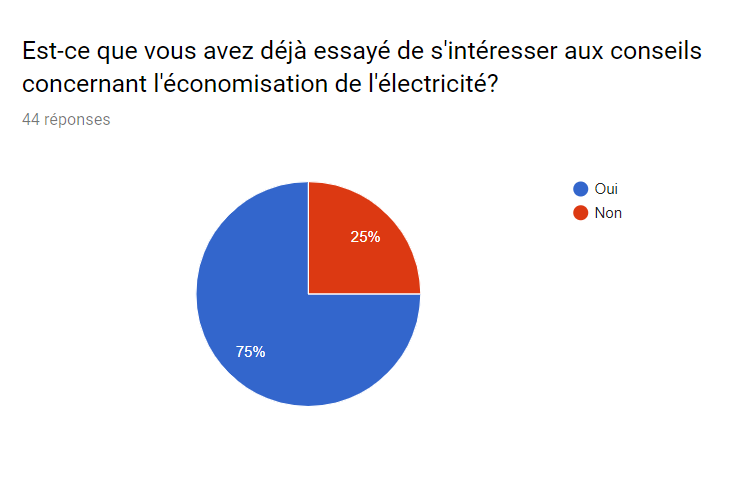 Est-ce que vous avez déjà essayé de s'intéresser aux conseils
concernant l'économisation de l'électricité?
44 réponses
Oui
Non
25%
75%